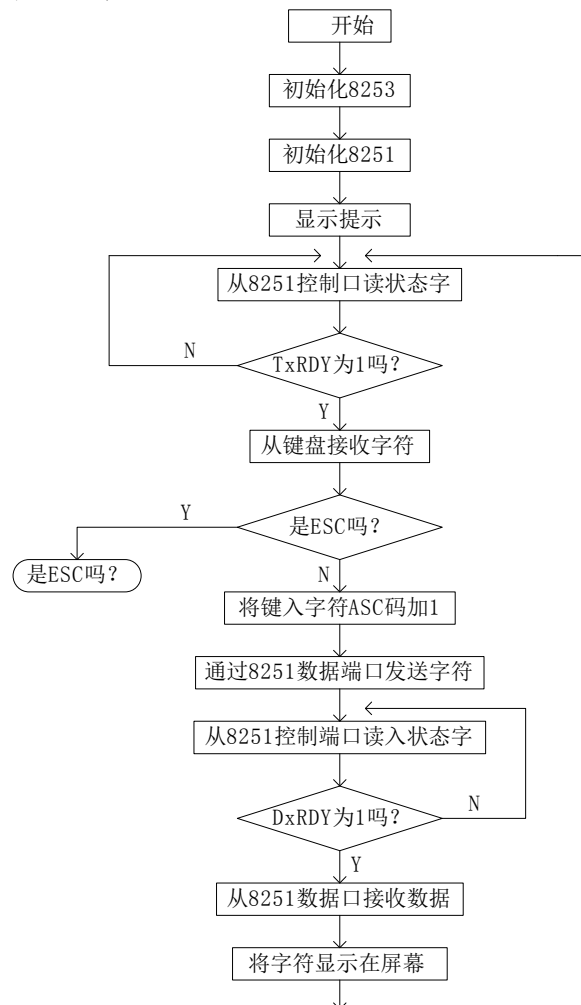 开始
初始化8253
初始化8251
显示提示
从8251控制口读状态字
TxRDY为1吗?
N
Y
从键盘接收字符
是ESC吗?
Y
是ESC吗?
N
将键入字符ASC码加1
通过8251数据端口发送字符
从8251控制端口读入状态字
DxRDY为1吗?
N
Y
从8251数据口接收数据
将字符显示在屏幕